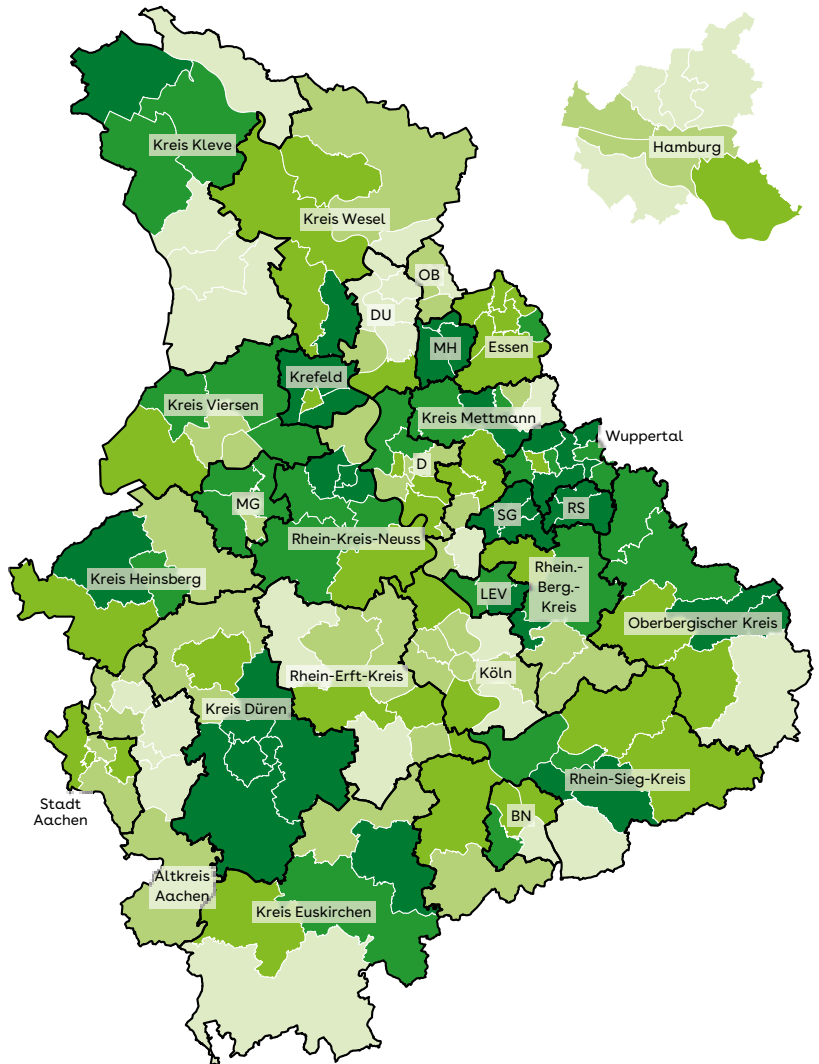 Hamburg
Kreis Kleve
Kreis Wesel
OB
DU
MH
Essen
Krefeld
Kreis Viersen
Kreis Mettmann
Wuppertal
D
MG
SG
RS
Rhein-Kreis-Neuss
Kreis Heinsberg
LEV
Rhein.-
Berg.-
Kreis
Oberbergischer Kreis
Rhein-Erft-Kreis
Köln
Kreis Düren
Rhein-Sieg-Kreis
Stadt
Aachen
BN
Altkreis
Aachen
Kreis Euskirchen